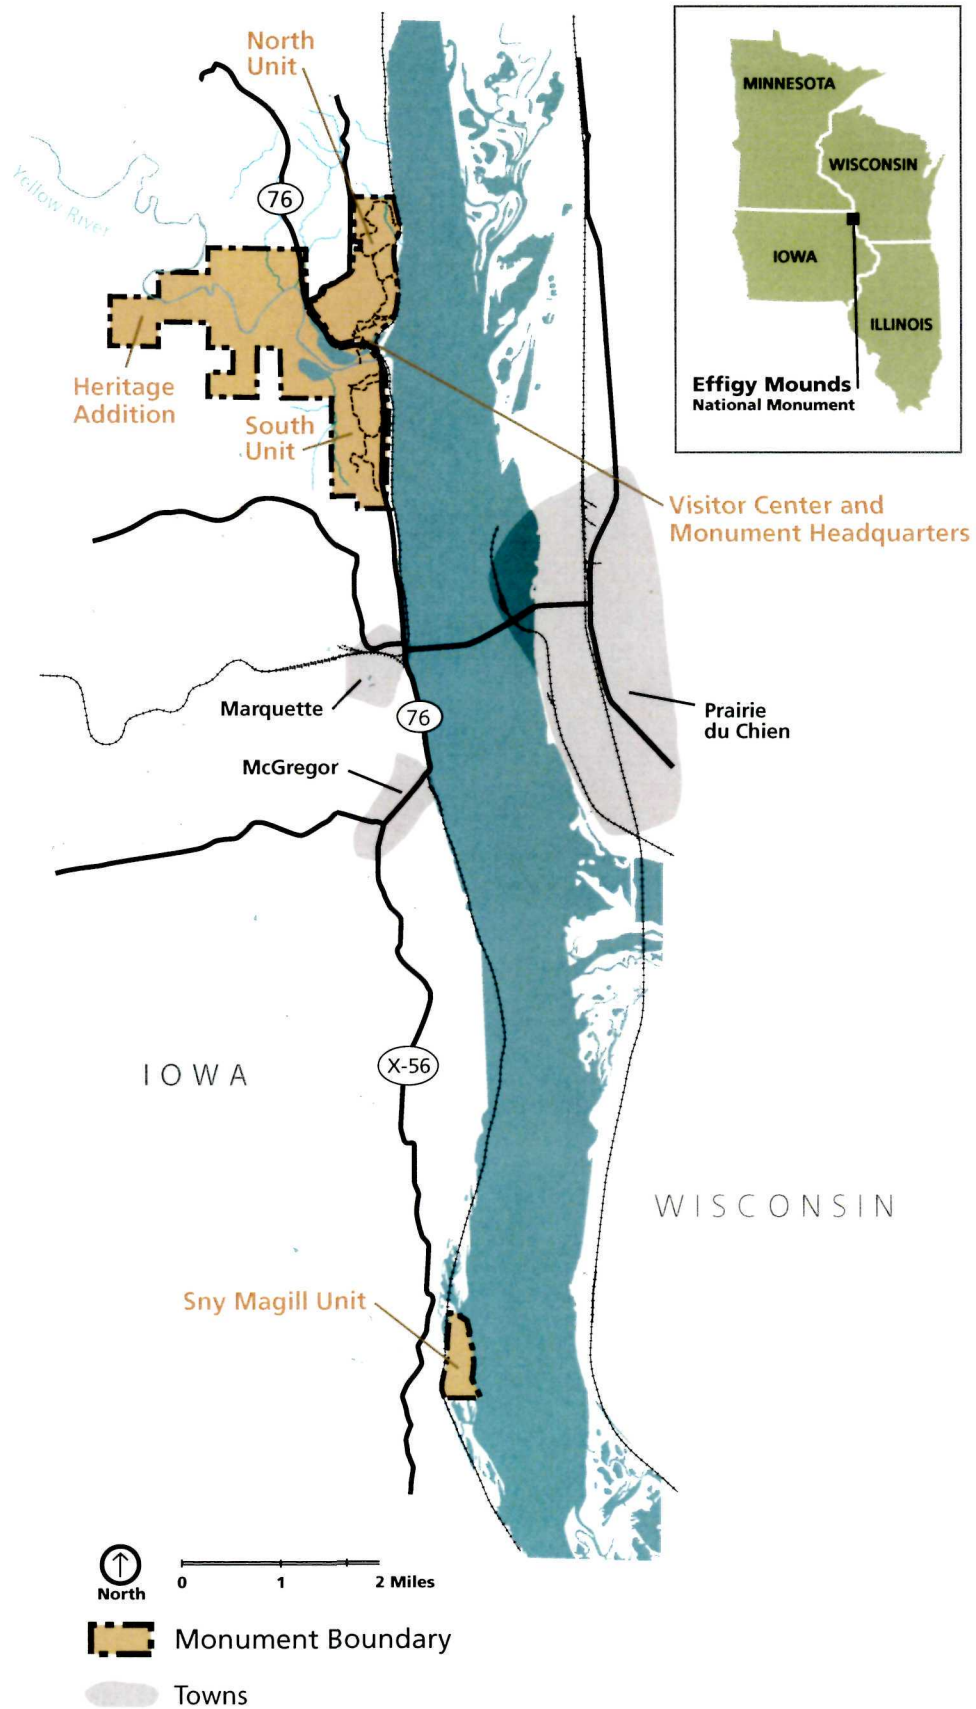 North
Unit
MINNESOTA
WISCONSIN
76
Yellow River
IOWA
ILLINOIS
Effigy Mounds
National Monument
Heritage
Addition
South
Unit
Visitor Center and
Monument Headquarters
Marquette
76
Prairie
du Chien
McGregor
X-56
IOWA
WISCONSIN
Sny Magill Unit
North
0 1 2 Miles
Monument Boundary
Towns